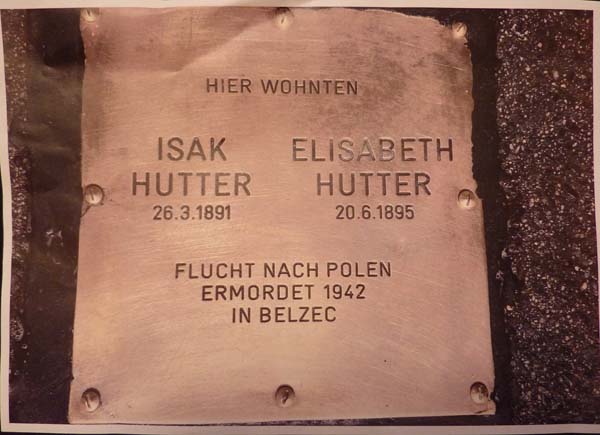 HIER WOHNTEN
ISAK HUTTER 26.3.1891
ELISABETH HUTTER 20.6.1895
FLUCHT NACH POLEN
ERMORDET 1942
IN BELZEC